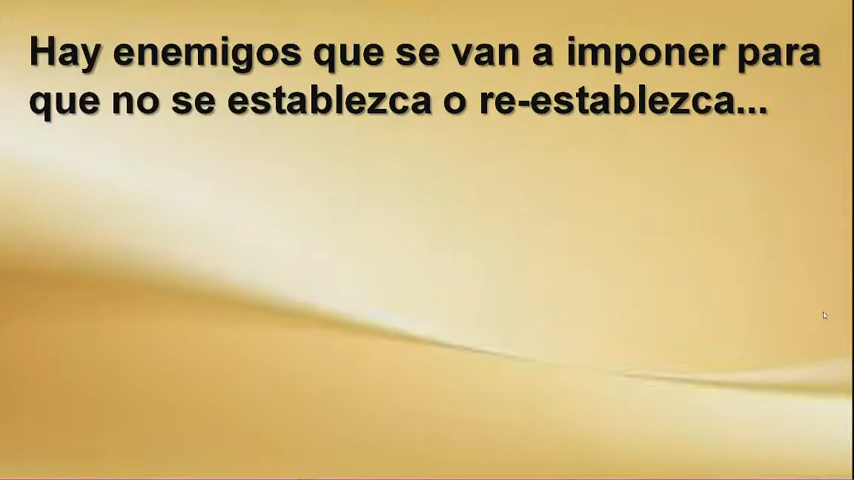 Hay enemigos que se van a imponer para
que no se establezca o re-establezca...